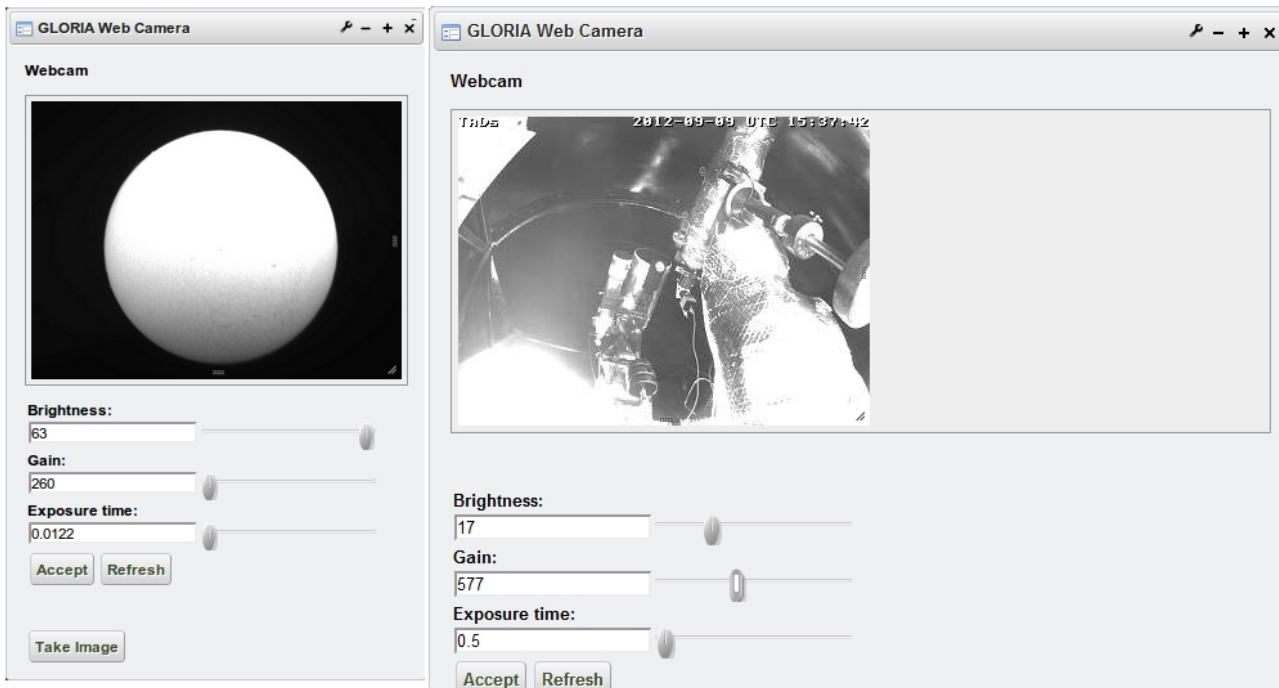 GLORIA Web Camera
Webcam
Brightness:
63
Gain:
260
Exposure time:
0.0122
Accept Refresh
Take Image
GLORIA Web Camera
Webcam
TADs 2012-09-09 UTC 15:37:42
Brightness:
17
Gain:
577
Exposure time:
0.5
Accept Refresh